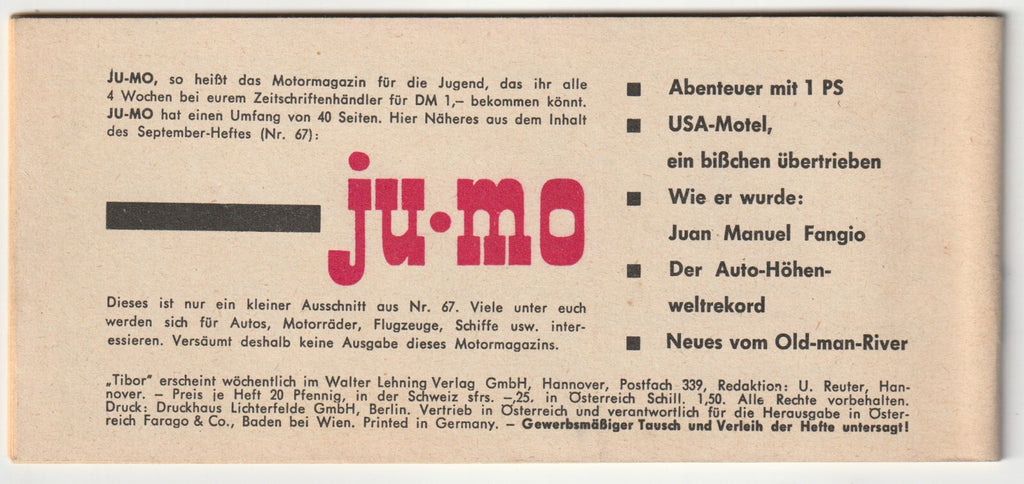 JU-MO, so heißt das Motormagazin für die Jugend, das ihr alle
4 Wochen bei eurem Zeitschriftenhändler für DM 1,– bekommen könnt.
JU-MO hat einen Umfang von 40 Seiten. Hier Näheres aus dem Inhalt
des September-Heftes (Nr. 67):
ju·mo
Dieses ist nur ein kleiner Ausschnitt aus Nr. 67. Viele unter euch
werden sich für Autos, Motorräder, Flugzeuge, Schiffe usw. inter-
essieren. Versäumt deshalb keine Ausgabe dieses Motormagazins.
■ Abenteuer mit 1 PS
■ USA-Motel,
ein bißchen übertrieben
■ Wie er wurde:
Juan Manuel Fangio
■ Der Auto-Höhen-
weltrekord
■ Neues vom Old-man-River
„Tibor" erscheint wöchentlich im Walter Lehning Verlag GmbH, Hannover, Postfach 339, Redaktion: U. Reuter, Han-
nover. – Preis je Heft 20 Pfennig, in der Schweiz sfrs. –,25. in Österreich Schill. 1,50. Alle Rechte vorbehalten.
Druck: Druckhaus Lichterfelde GmbH, Berlin. Vertrieb in Österreich und verantwortlich für die Herausgabe in Öster-
reich Farago & Co., Baden bei Wien. Printed in Germany. – Gewerbsmäßiger Tausch und Verleih der Hefte untersagt!